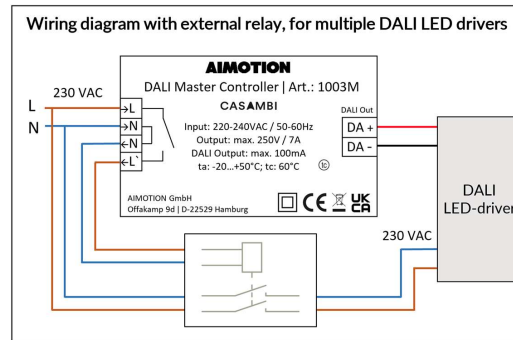 Wiring diagram with external relay, for multiple DALI LED drivers
AIMOTION
DALI Master Controller | Art.: 1003M
CASAMBI
230 VAC
L
N
→L
→N
←N
←L`
Input: 220-240VAC / 50-60Hz
Output: max. 250V / 7A
DALI Output: max. 100mA
ta: -20...+50°C; tc: 60°C
tc
DALI Out
DA +
DA -
AIMOTION GmbH
Offakamp 9d | D-22529 Hamburg
CE
UK
CA
DALI
LED-driver
230 VAC